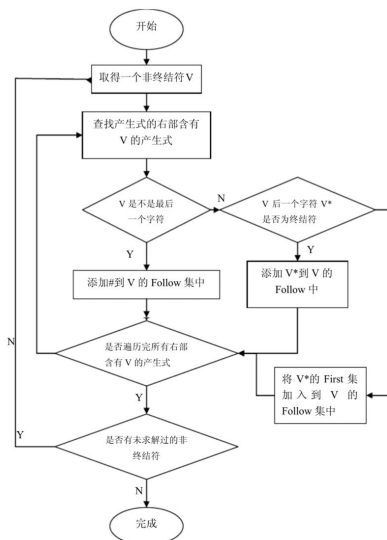 开始
取得一个非终结符V
查找产生式的右部含有
V 的产生式
V 是不是最后
一个字符
N
V 后一个字符 V*
是否为终结符
Y
Y
添加#到 V 的 Follow 集中
添加 V*到 V 的
Follow 中
是否遍历完所有右部
含有 V 的产生式
N
将 V*的 First 集
加入到 V 的
Follow 集中
Y
Y
是否有未求解过的非
终结符
N
完成